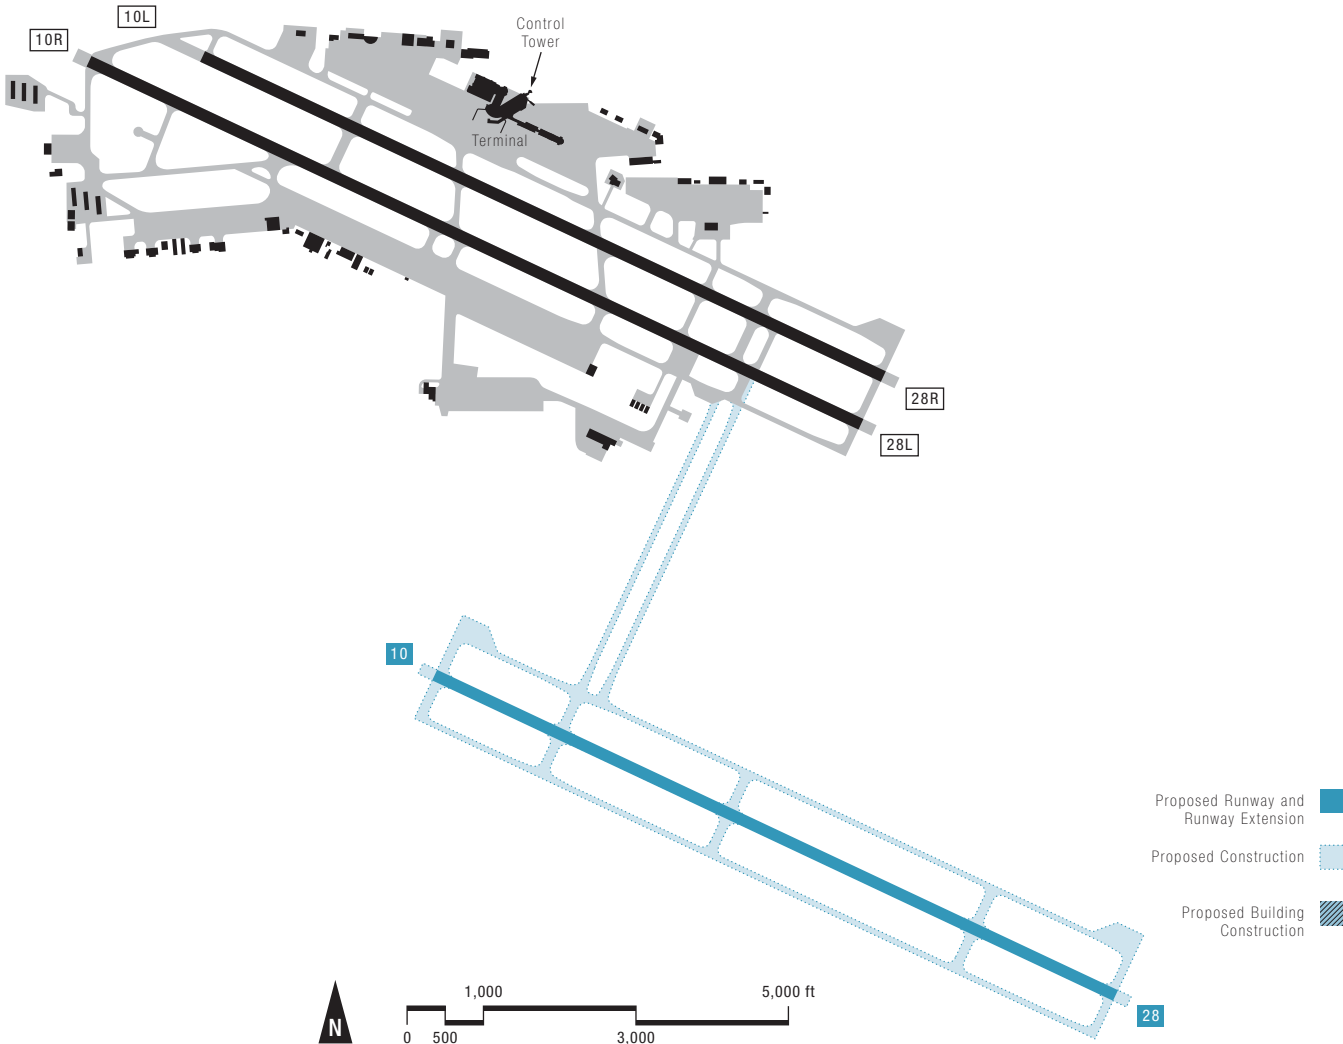 10L
10R
Control
Tower
Terminal
28R
28L
10
Proposed Runway and
Runway Extension
Proposed Construction
Proposed Building
Construction
N
1,000
5,000 ft
0
500
3,000
28